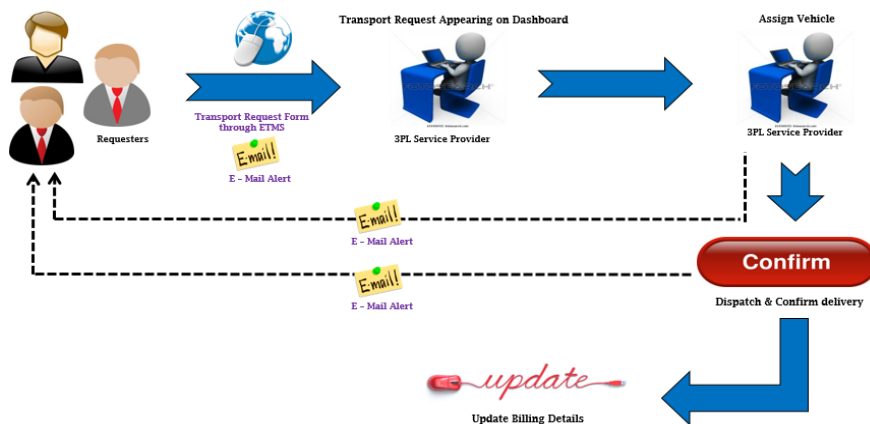 Transport Request Appearing on Dashboard
Assign Vehicle
Requesters
Transport Request Form
through ETMS
E-mail!
E – Mail Alert
3PL Service Provider
3PL Service Provider
E-mail!
E – Mail Alert
E-mail!
E – Mail Alert
Confirm
Dispatch & Confirm delivery
update
Update Billing Details